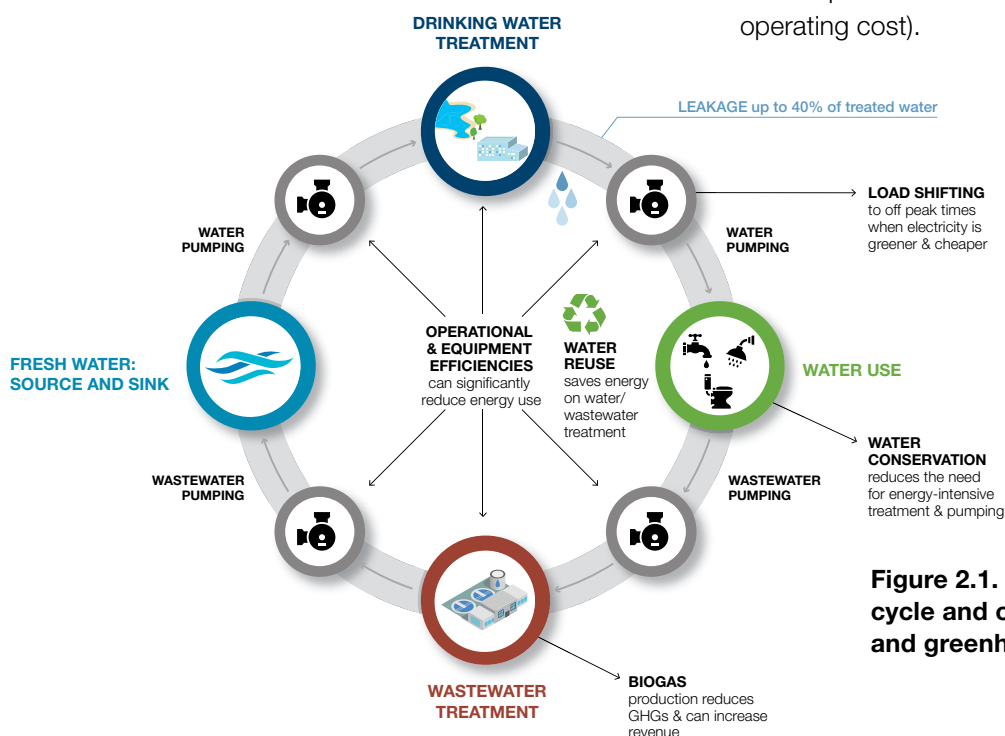 operating cost).
DRINKING WATER
TREATMENT
LEAKAGE up to 40% of treated water
LOAD SHIFTING
to off peak times
when electricity is
greener & cheaper
WATER
PUMPING
WATER
PUMPING
OPERATIONAL
& EQUIPMENT
EFFICIENCIES
can significantly
reduce energy use
WATER
REUSE
saves energy
on water/
wastewater
treatment
FRESH WATER:
SOURCE AND SINK
WATER USE
WATER
CONSERVATION
reduces the need
for energy-intensive
treatment & pumping
WASTEWATER
PUMPING
WASTEWATER
PUMPING
Figure 2.1.
cycle and
and
WASTEWATER
TREATMENT
BIOGAS
production reduces
GHGs & can increase
revenue